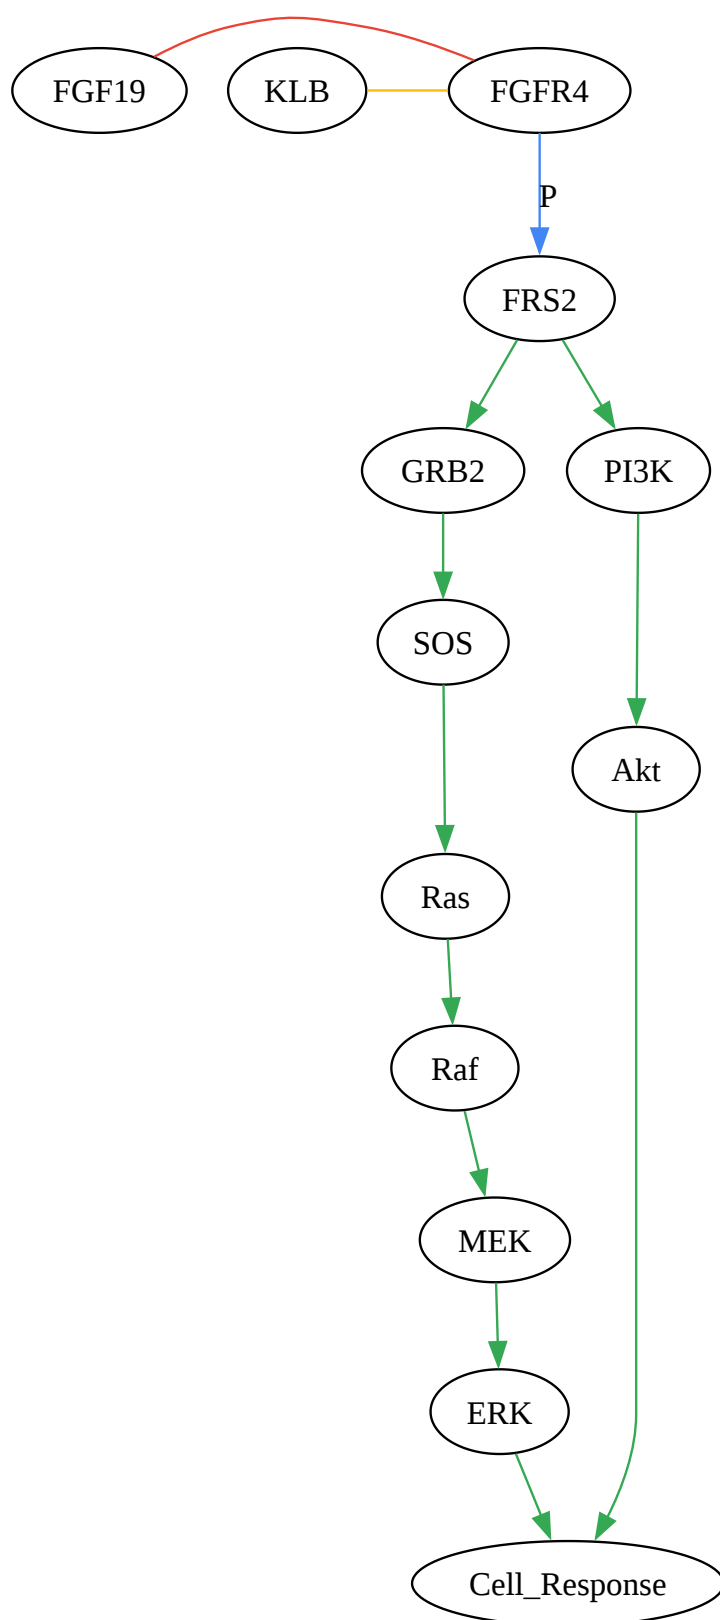 FGF19
KLB
FGFR4
P
FRS2
GRB2
PI3K
SOS
Akt
Ras
Raf
MEK
ERK
Cell_Response